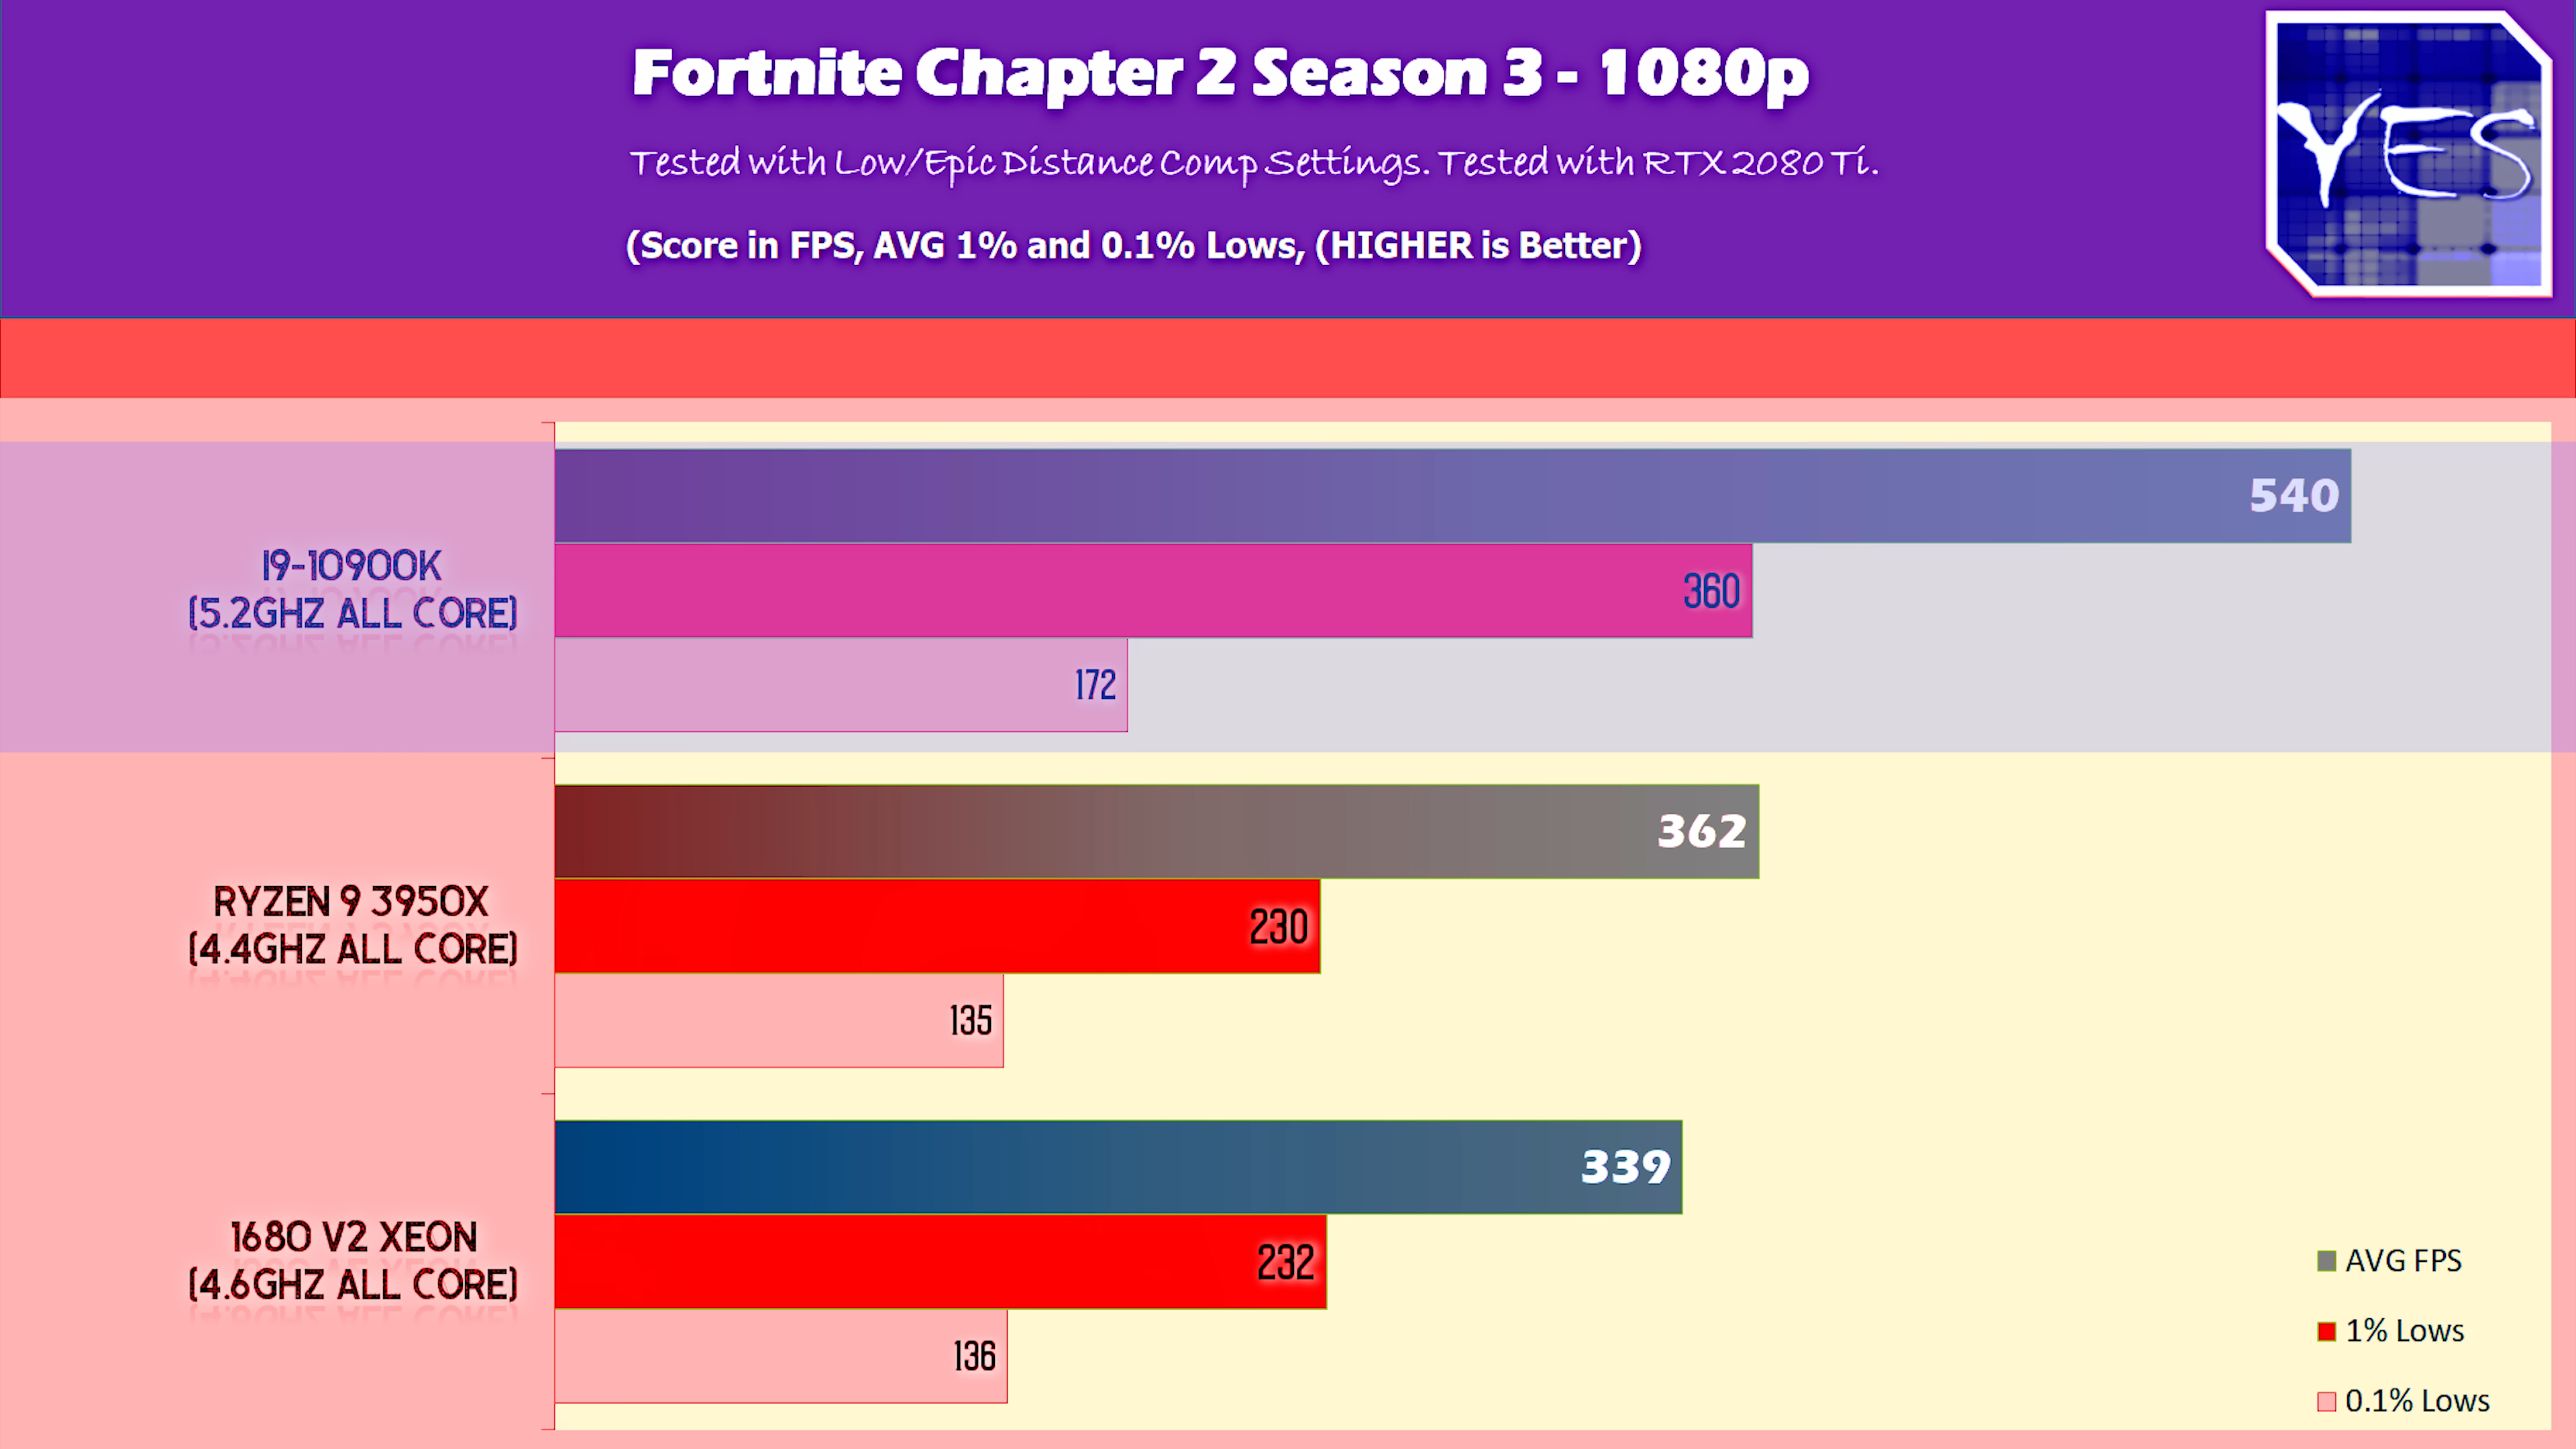 Fortnite Chapter 2 Season 3 - 1080p
Tested with Low/Epic Distance Comp Settings. Tested with RTX 2080 Ti.
(Score in FPS, AVG 1% and 0.1% Lows, (HIGHER is Better)
YES
I9-10900K
(5.2GHZ ALL CORE)
540
360
172
RYZEN 9 3950X
(4.4GHZ ALL CORE)
362
230
135
1680 V2 XEON
(4.6GHZ ALL CORE)
339
232
136
AVG FPS
1% Lows
0.1% Lows